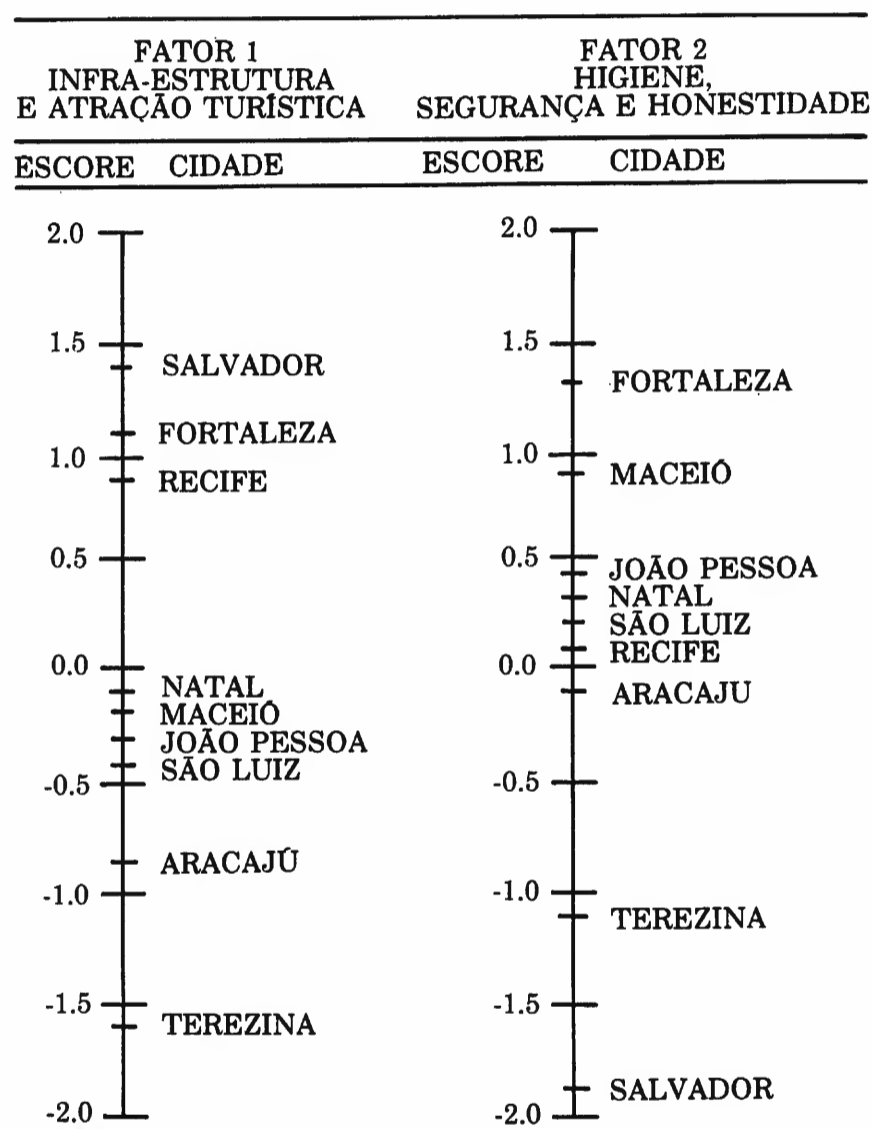 FATOR 1
INFRA-ESTRUTURA
E ATRAÇÃO TURÍSTICA
FATOR 2
HIGIENE,
SEGURANÇA E HONESTIDADE
ESCORE CIDADE ESCORE CIDADE
2.0
1.5
SALVADOR
FORTALEZA
1.0
RECIFE
0.5
0.0
NATAL
MACEIÓ
JOÃO PESSOA
SÃO LUIZ
-0.5
ARACAJÚ
-1.0
-1.5
TEREZINA
-2.0
2.0
1.5
FORTALEZA
1.0
MACEIÓ
0.5
JOÃO PESSOA
NATAL
SÃO LUIZ
RECIFE
0.0
ARACAJU
-0.5
-1.0
TEREZINA
-1.5
SALVADOR
-2.0